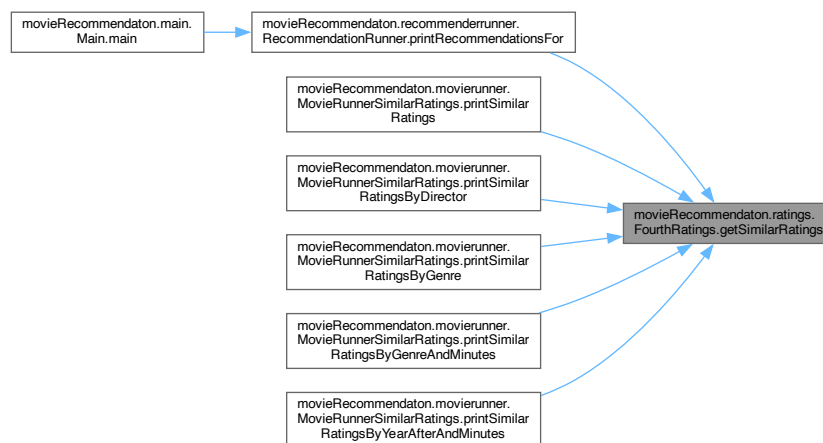 movieRecommendaton.main.
Main.main
movieRecommendaton.recommenderrunner.
RecommendationRunner.printRecommendationsFor
movieRecommendaton.movierunner.
MovieRunnerSimilarRatings.printSimilar
Ratings
movieRecommendaton.movierunner.
MovieRunnerSimilarRatings.printSimilar
RatingsByDirector
movieRecommendaton.ratings.
FourthRatings.getSimilarRatings
movieRecommendaton.movierunner.
MovieRunnerSimilarRatings.printSimilar
RatingsByGenre
movieRecommendaton.movierunner.
MovieRunnerSimilarRatings.printSimilar
RatingsByGenreAndMinutes
movieRecommendaton.movierunner.
MovieRunnerSimilarRatings.printSimilar
RatingsByYearAfterAndMinutes